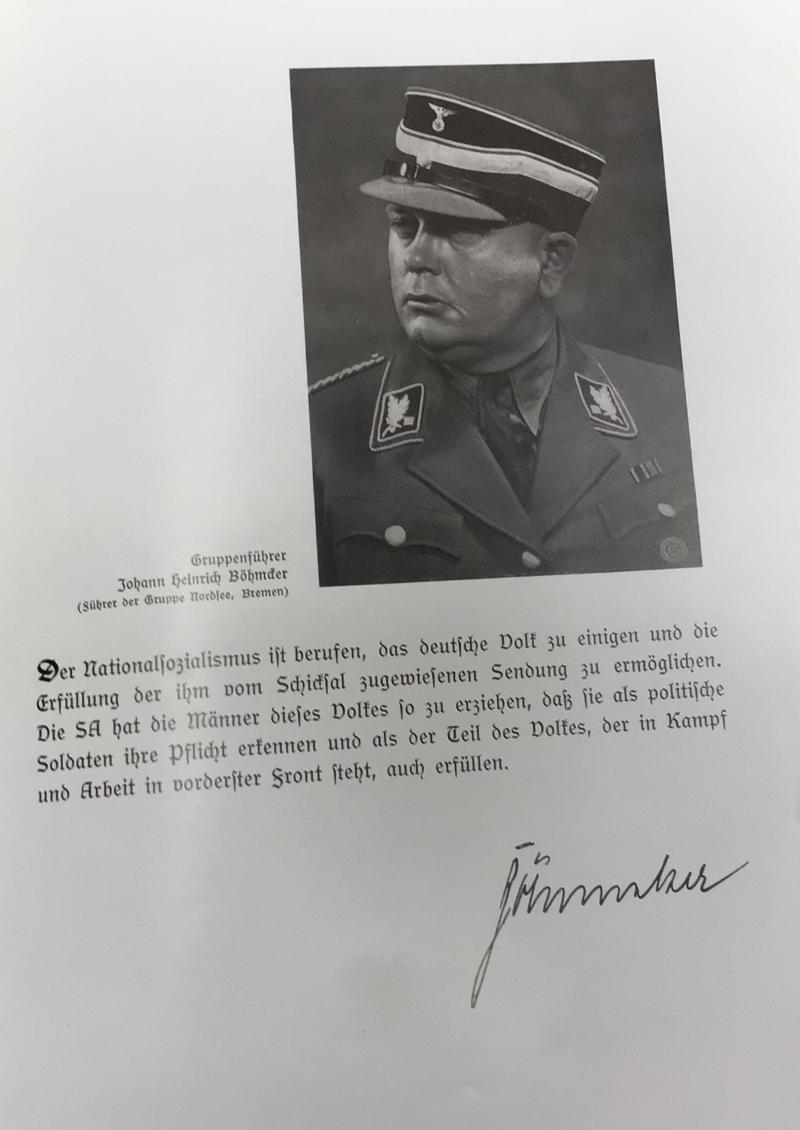 Gruppenführer
Johann Heinrich Böhmcker
(Führer der Gruppe Nordsee, Bremen)
Der Nationalsozialismus ist berufen, das deutsche Volk zu einigen und die
Erfüllung der ihm vom Schicksal zugewiesenen Sendung zu ermöglichen.
Die SA hat die Männer dieses Volkes so zu erziehen, daß sie als politische
Soldaten ihre Pflicht erkennen und als der Teil des Volkes, der in Kampf
und Arbeit in vorderster Front steht, auch erfüllen.
Böhmcker